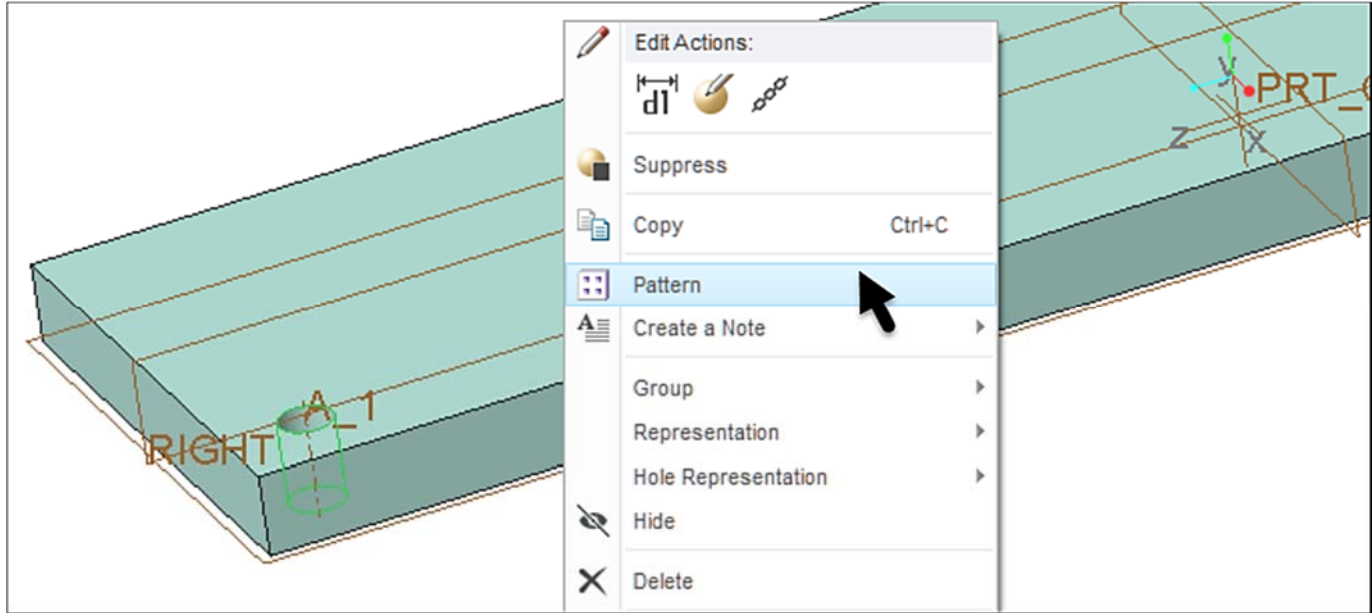 Edit Actions:
d1
Suppress
Copy Ctrl+C
Pattern
Create a Note
Group
Representation
Hole Representation
Hide
Delete
A_1
RIGHT
y
PRT_
Z
X